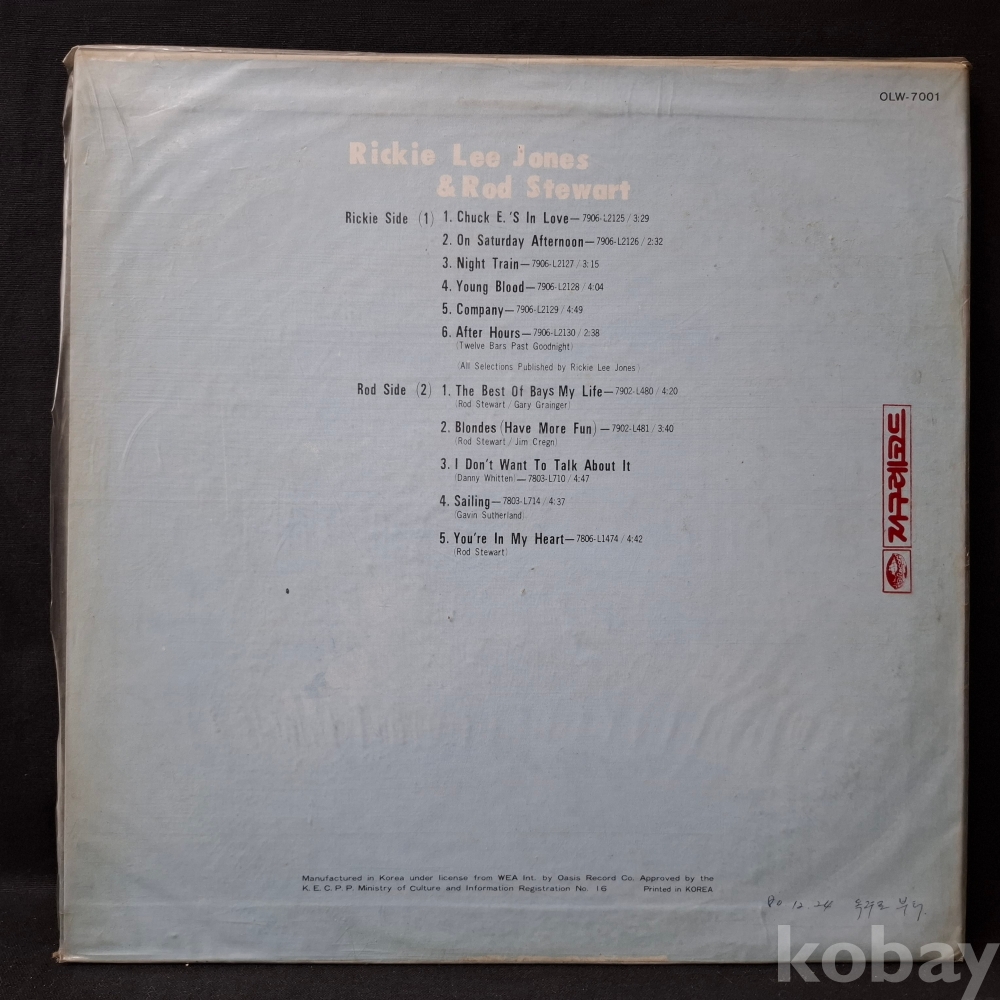 OLW-7001
Rickie Lee Jones
& Rod Stewart
Rickie Side (1) 1. Chuck E.'S In Love—7906-L2125 / 3:29
2. On Saturday Afternoon—7906-L2126 / 2:32
3. Night Train—7906-L2127 / 3:15
4. Young Blood—7906-L2128 / 4:04
5. Company—7906-L2129 / 4:49
6. After Hours—7906-L2130 / 2:38
(Twelve Bars Past Goodnight)
(All Selections Published by Rickie Lee Jones)
Rod Side (2) 1. The Best Of Bays My Life—7902-L480 / 4:20
(Rod Stewart / Gary Grainger)
2. Blondes (Have More Fun)—7902-L481 / 3:40
(Rod Stewart / Jim Cregn)
3. I Don't Want To Talk About It
(Danny Whitten)—7803-L710 / 4:47
4. Sailing—7803-L714 / 4:37
(Gavin Sutherland)
5. You're In My Heart—7806-L1474 / 4:42
(Rod Stewart)
지구레코드
Manufactured in Korea under license from WEA Int. by Oasis Record Co. Approved by the
K. E. C. P. P. Ministry of Culture and Information Registration No. 16 Printed in KOREA
80 12. 24
kobay